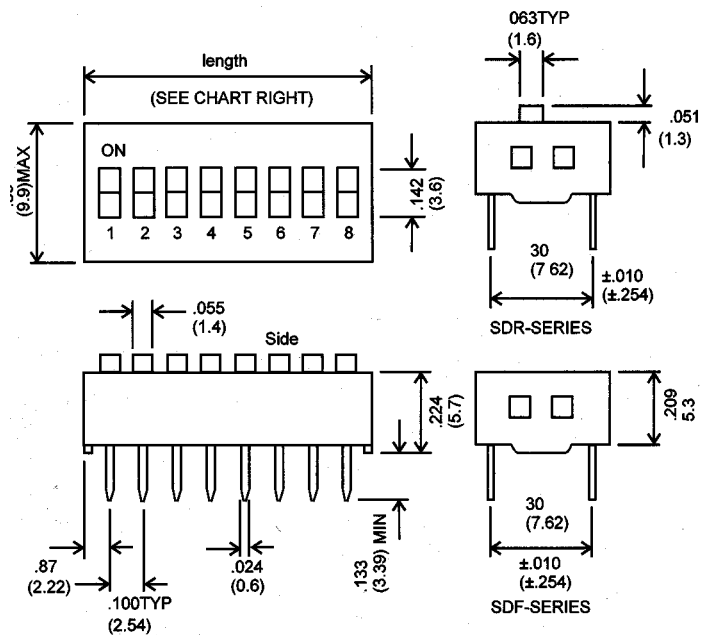 length
(SEE CHART RIGHT)
ON
1 2 3 4 5 6 7 8
(9.9)MAX
.142
(3.6)
063TYP
(1.6)
.051
(1.3)
30
(7 62)
±.010
(±.254)
SDR-SERIES
.055
(1.4)
Side
.224
(5.7)
.87
(2.22)
.100TYP
(2.54)
.024
(0.6)
.133
(3.39) MIN
.209
5.3
30
(7.62)
±.010
(±.254)
SDF-SERIES